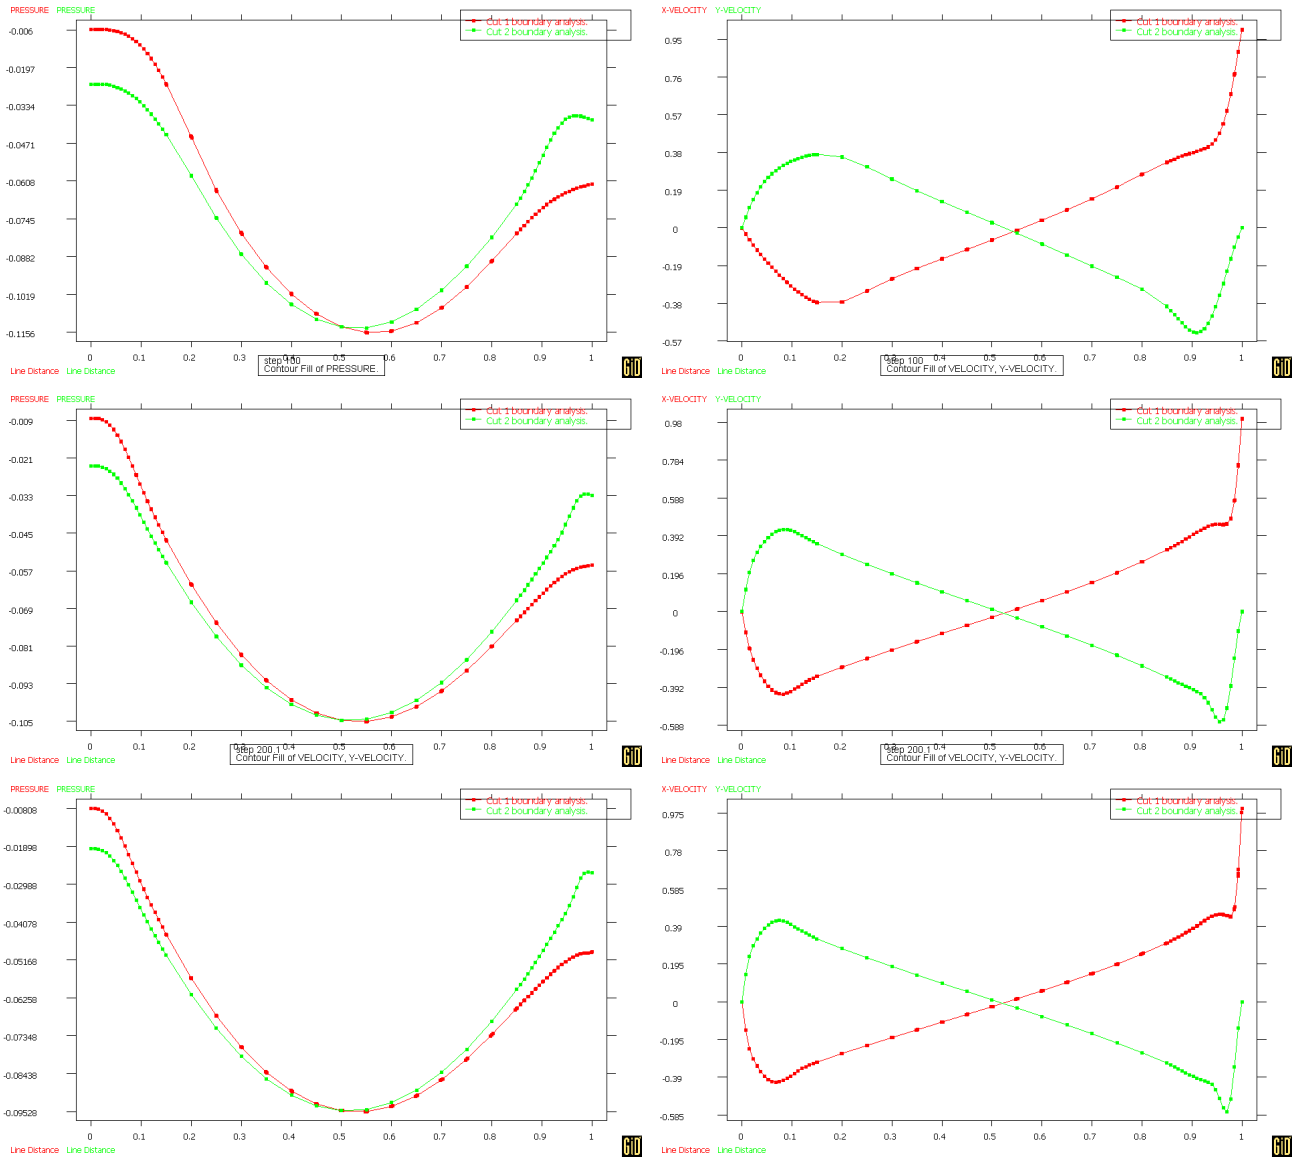 PRESSURE PRESSURE
Cut 1 boundary analysis.
Cut 2 boundary analysis.
-0.006
-0.0197
-0.0334
-0.0471
-0.0608
-0.0745
-0.0882
-0.1019
-0.1156
0 0.1 0.2 0.3 0.4 0.5 0.6 0.7 0.8 0.9 1
step 100
Contour Fill of PRESSURE.
Line Distance Line Distance
GiD
X-VELOCITY Y-VELOCITY
Cut 1 boundary analysis.
Cut 2 boundary analysis.
0.95
0.76
0.57
0.38
0.19
0
-0.19
-0.38
-0.57
0 0.1 0.2 0.3 0.4 0.5 0.6 0.7 0.8 0.9 1
step 100
Contour Fill of VELOCITY, Y-VELOCITY.
Line Distance Line Distance
GiD
PRESSURE PRESSURE
Cut 1 boundary analysis.
Cut 2 boundary analysis.
-0.009
-0.021
-0.033
-0.045
-0.057
-0.069
-0.081
-0.093
-0.105
0 0.1 0.2 0.3 0.4 0.5 0.6 0.7 0.8 0.9 1
step 200.1
Contour Fill of VELOCITY, Y-VELOCITY.
Line Distance Line Distance
GiD
X-VELOCITY Y-VELOCITY
Cut 1 boundary analysis.
Cut 2 boundary analysis.
0.98
0.784
0.588
0.392
0.196
0
-0.196
-0.392
-0.588
0 0.1 0.2 0.3 0.4 0.5 0.6 0.7 0.8 0.9 1
step 200.1
Contour Fill of VELOCITY, Y-VELOCITY.
Line Distance Line Distance
GiD
PRESSURE PRESSURE
Cut 1 boundary analysis.
Cut 2 boundary analysis.
-0.00808
-0.01898
-0.02988
-0.04078
-0.05168
-0.06258
-0.07348
-0.08438
-0.09528
0 0.1 0.2 0.3 0.4 0.5 0.6 0.7 0.8 0.9 1
Line Distance Line Distance
GiD
X-VELOCITY Y-VELOCITY
Cut 1 boundary analysis.
Cut 2 boundary analysis.
0.975
0.78
0.585
0.39
0.195
0
-0.195
-0.39
-0.585
0 0.1 0.2 0.3 0.4 0.5 0.6 0.7 0.8 0.9 1
Line Distance Line Distance
GiD